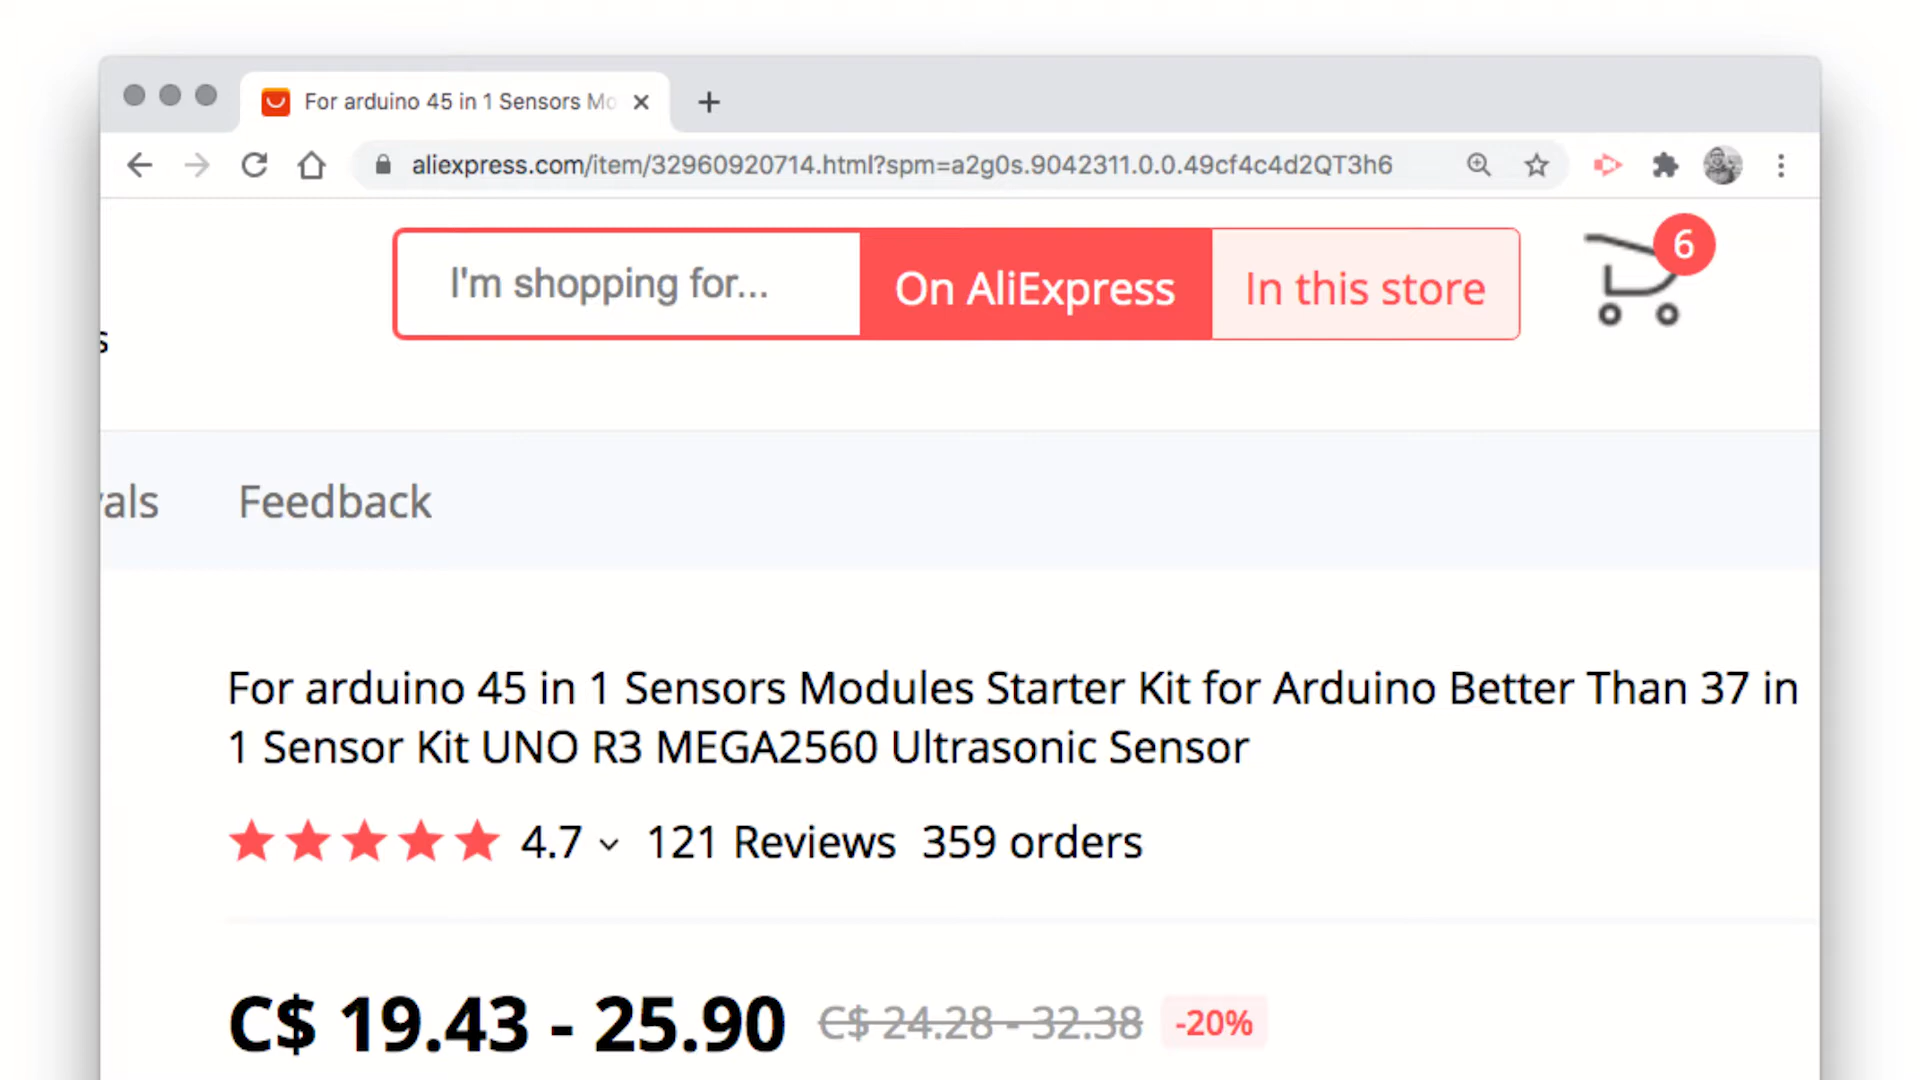 For arduino 45 in 1 Sensors Mo
aliexpress.com/item/32960920714.html?spm=a2g0s.9042311.0.0.49cf4c4d2QT3h6
I'm shopping for...
On AliExpress
In this store
6
s
vals
Feedback
For arduino 45 in 1 Sensors Modules Starter Kit for Arduino Better Than 37 in
1 Sensor Kit UNO R3 MEGA2560 Ultrasonic Sensor
4.7
121 Reviews
359 orders
C$ 19.43 - 25.90
C$ 24.28 - 32.38
-20%